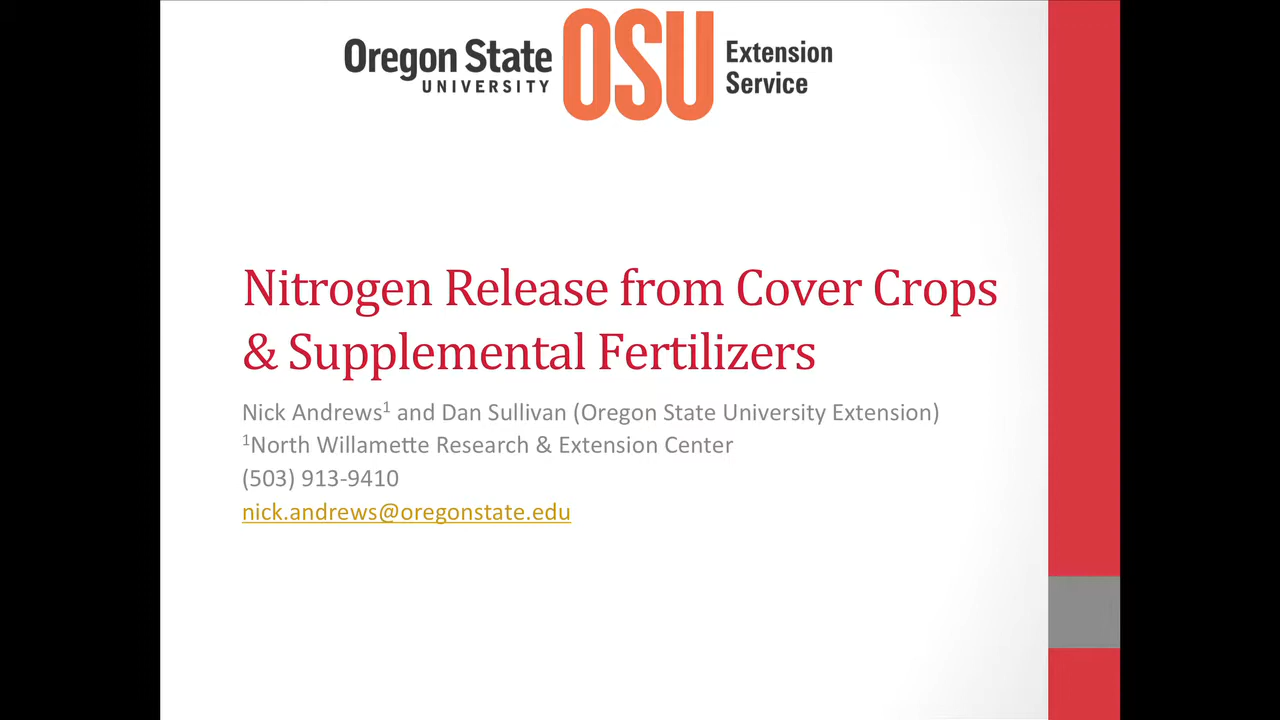 Oregon State
UNIVERSITY
OSU
Extension
Service
Nitrogen Release from Cover Crops
& Supplemental Fertilizers
Nick Andrews¹ and Dan Sullivan (Oregon State University Extension)
¹North Willamette Research & Extension Center
(503) 913-9410
nick.andrews@oregonstate.edu